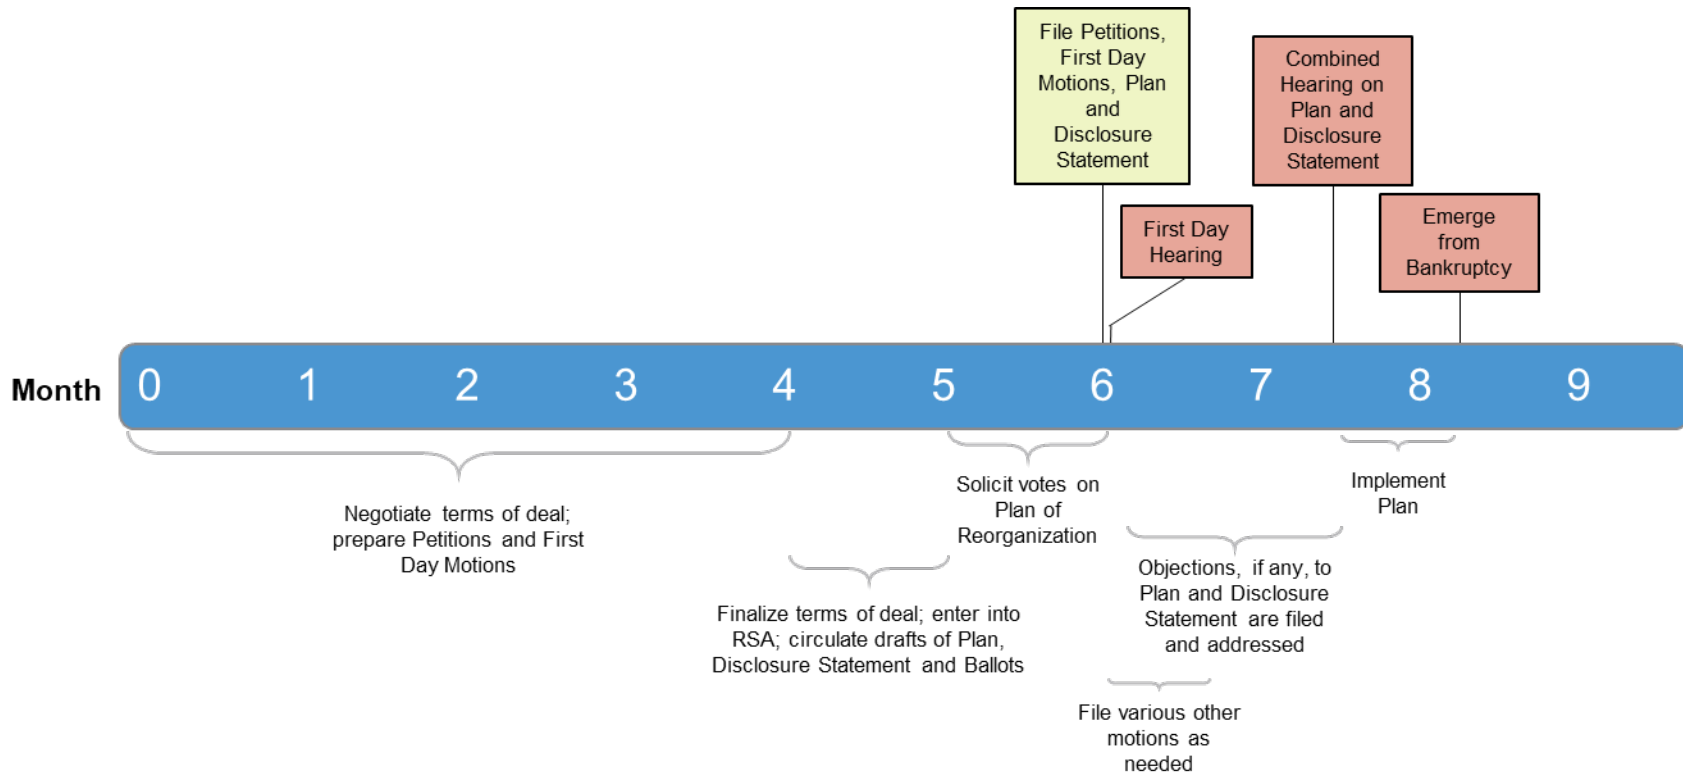 File Petitions,
First Day
Motions, Plan
and
Disclosure
Statement
Combined
Hearing on
Plan and
Disclosure
Statement
First Day
Hearing
Emerge
from
Bankruptcy
Month 0 1 2 3 4 5 6 7 8 9
Negotiate terms of deal;
prepare Petitions and First
Day Motions
Finalize terms of deal; enter into
RSA; circulate drafts of Plan,
Disclosure Statement and Ballots
Solicit votes on
Plan of
Reorganization
File various other
motions as
needed
Objections, if any, to
Plan and Disclosure
Statement are filed
and addressed
Implement
Plan